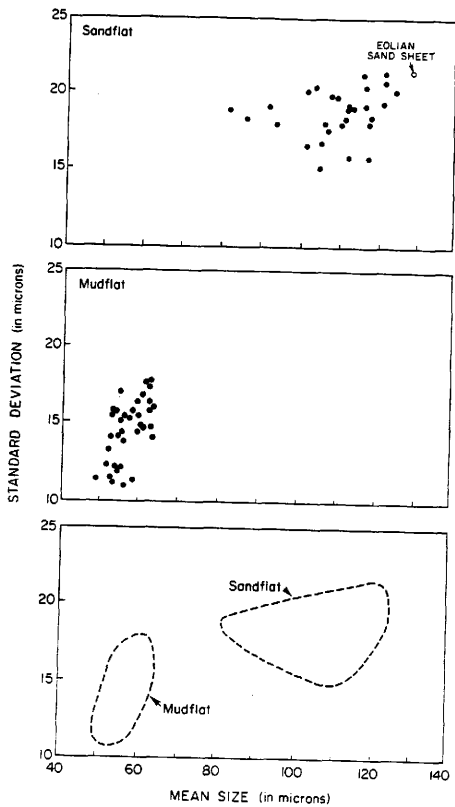 25
Sandflat
EOLIAN
SAND SHEET
20
15
10
STANDARD DEVIATION (in microns)
25
Mudflat
20
15
10
25
Sandflat
20
15
Mudflat
10
40 60 80 100 120 140
MEAN SIZE (in microns)